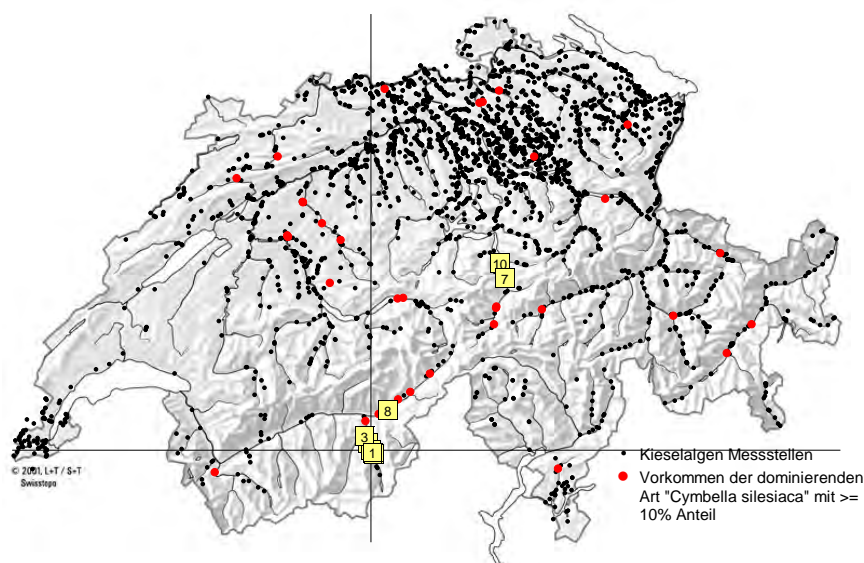 10
7
8
3
1
Kieselalgen Messstellen
© 2001, L+T / S+T
Swisstopo
Vorkommen der dominierenden
Art "Cymbella silesiaca" mit >=
10% Anteil